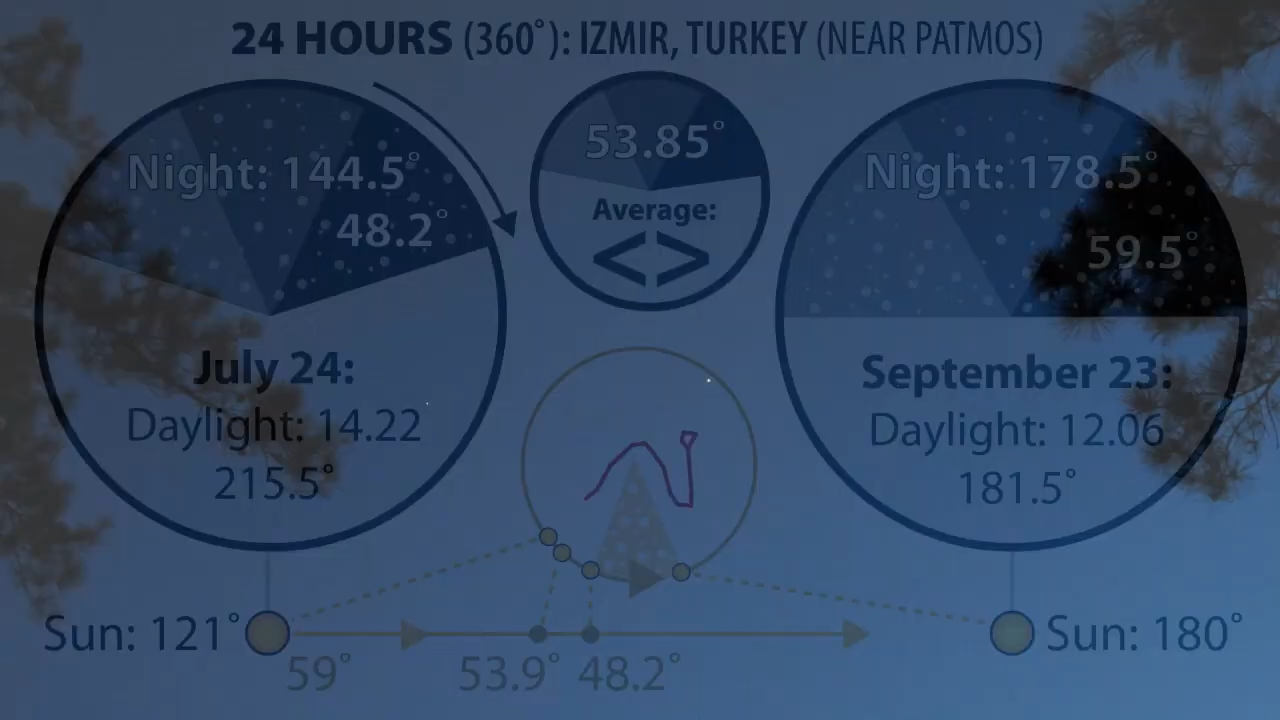 24 HOURS (360°): IZMIR, TURKEY (NEAR PATMOS)
Night: 144.5°
48.2°
July 24:
Daylight: 14.22
215.5°
53.85°
Average:
<>
Night: 178.5°
59.5°
September 23:
Daylight: 12.06
181.5°
Sun: 121°
59°
53.9°
48.2°
Sun: 180°